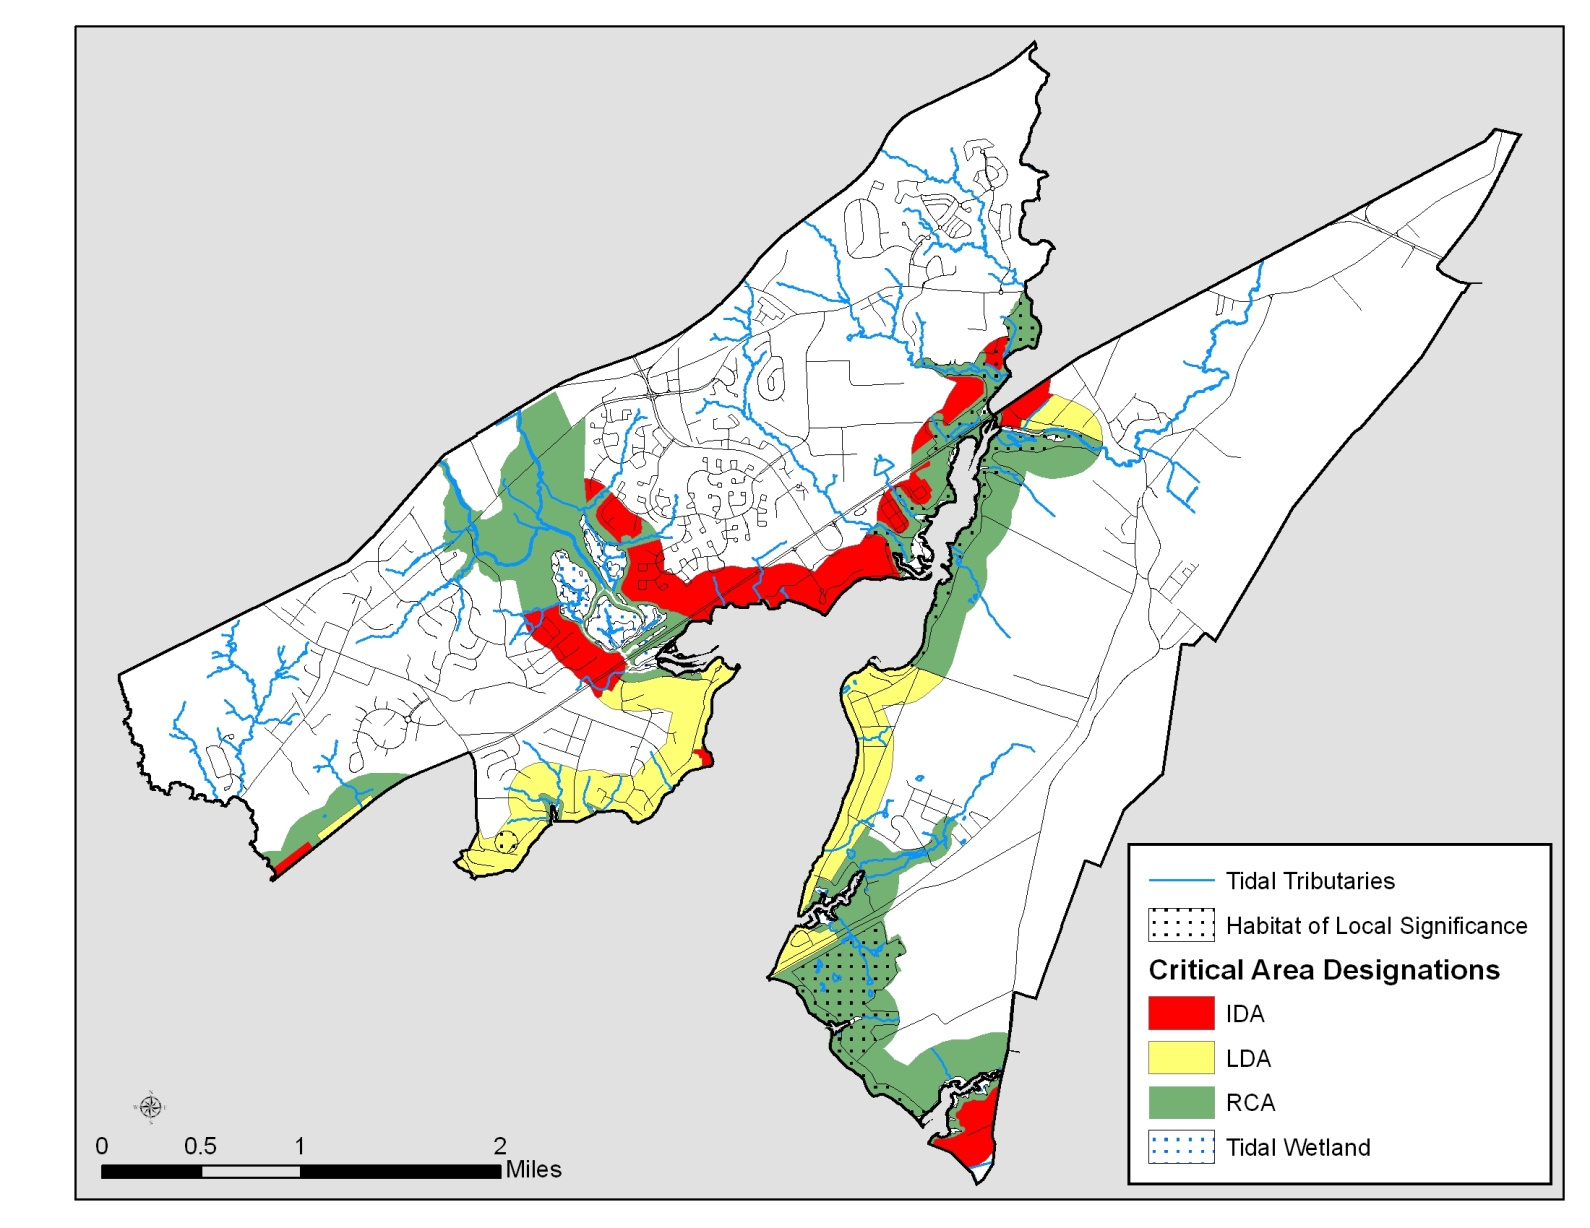 Tidal Tributaries
Habitat of Local Significance
Critical Area Designations
IDA
LDA
RCA
Tidal Wetland
N
W
E
S
0 0.5 1 2
Miles